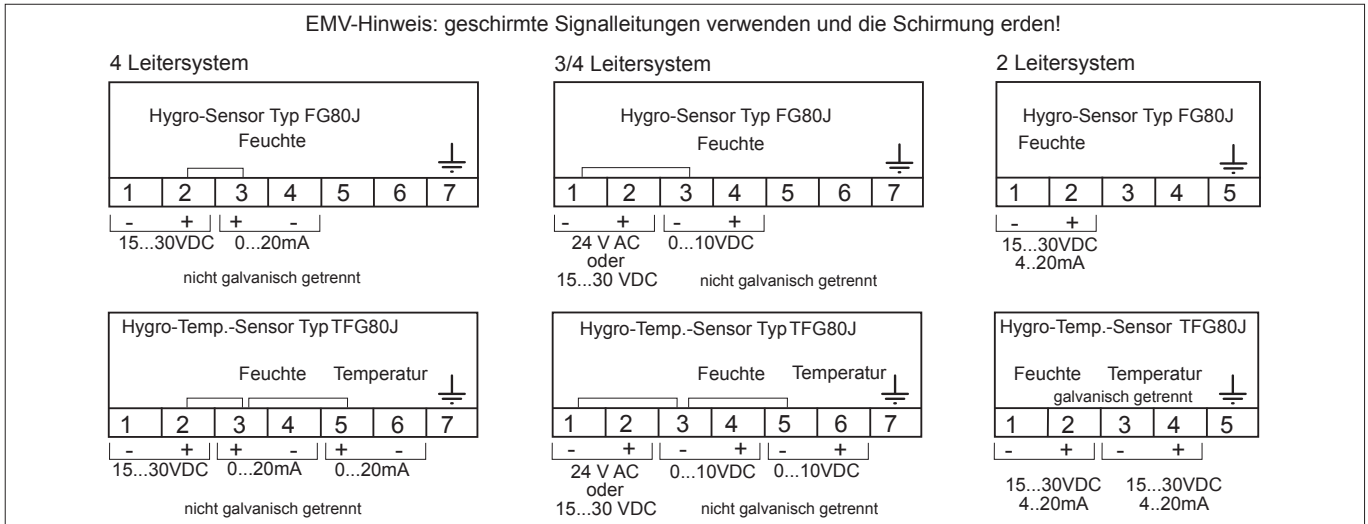 EMV-Hinweis: geschirmte Signalleitungen verwenden und die Schirmung erden!
4 Leitersystem
Hygro-Sensor Typ FG80J
Feuchte
1 2 3 4 5 6 7
- + + -
15...30VDC 0...20mA
nicht galvanisch getrennt
3/4 Leitersystem
Hygro-Sensor Typ FG80J
Feuchte
1 2 3 4 5 6 7
- + - +
24 V AC 0...10VDC
oder
15...30 VDC nicht galvanisch getrennt
2 Leitersystem
Hygro-Sensor Typ FG80J
Feuchte
1 2 3 4 5
- +
15...30VDC
4..20mA
Hygro-Temp.-Sensor Typ TFG80J
Feuchte Temperatur
1 2 3 4 5 6 7
- + + - + -
15...30VDC 0...20mA 0...20mA
nicht galvanisch getrennt
Hygro-Temp.-Sensor Typ TFG80J
Feuchte Temperatur
1 2 3 4 5 6 7
- + - + - +
24 V AC 0...10VDC 0...10VDC
oder
15...30 VDC nicht galvanisch getrennt
Hygro-Temp.-Sensor TFG80J
Feuchte Temperatur
galvanisch getrennt
1 2 3 4 5
- + - +
15...30VDC 15...30VDC
4..20mA 4..20mA